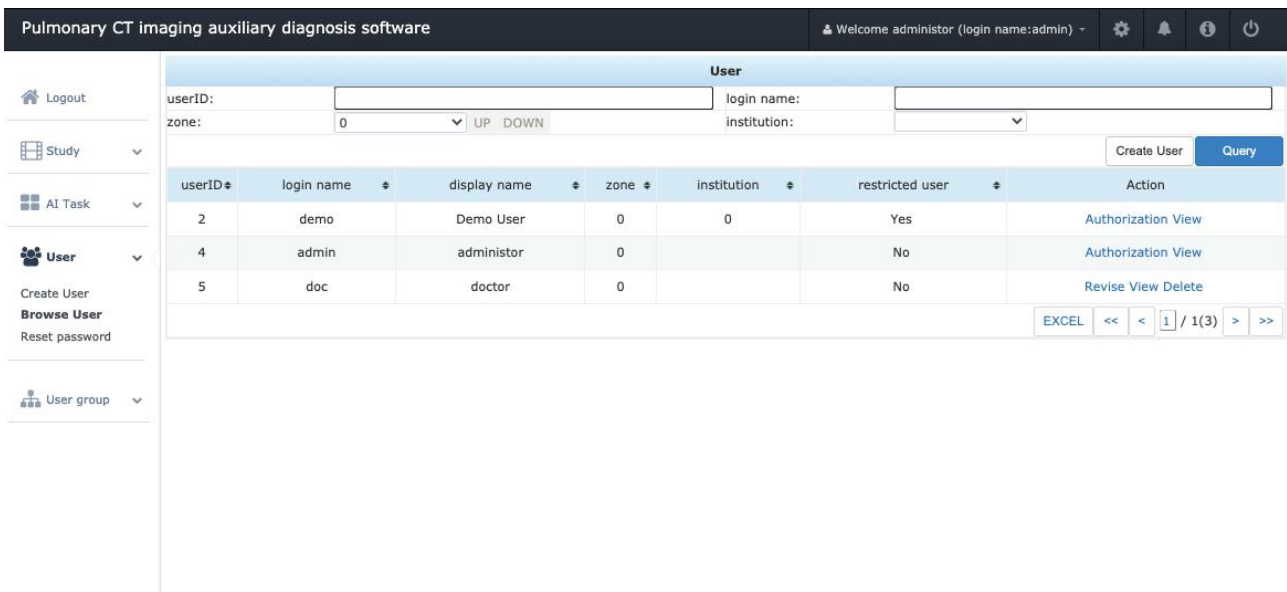 Pulmonary CT imaging auxiliary diagnosis software Welcome administor (login name:admin)
User
Logout
userID: login name:
zone: 0 UP DOWN institution:
Study
Create User Query
AI Task
userID login name display name zone institution restricted user Action
2 demo Demo User 0 0 Yes Authorization View
4 admin administor 0 No Authorization View
User
5 doc doctor 0 No Revise View Delete
Create User
Browse User
EXCEL << < 1 / 1(3) > >>
Reset password
User group